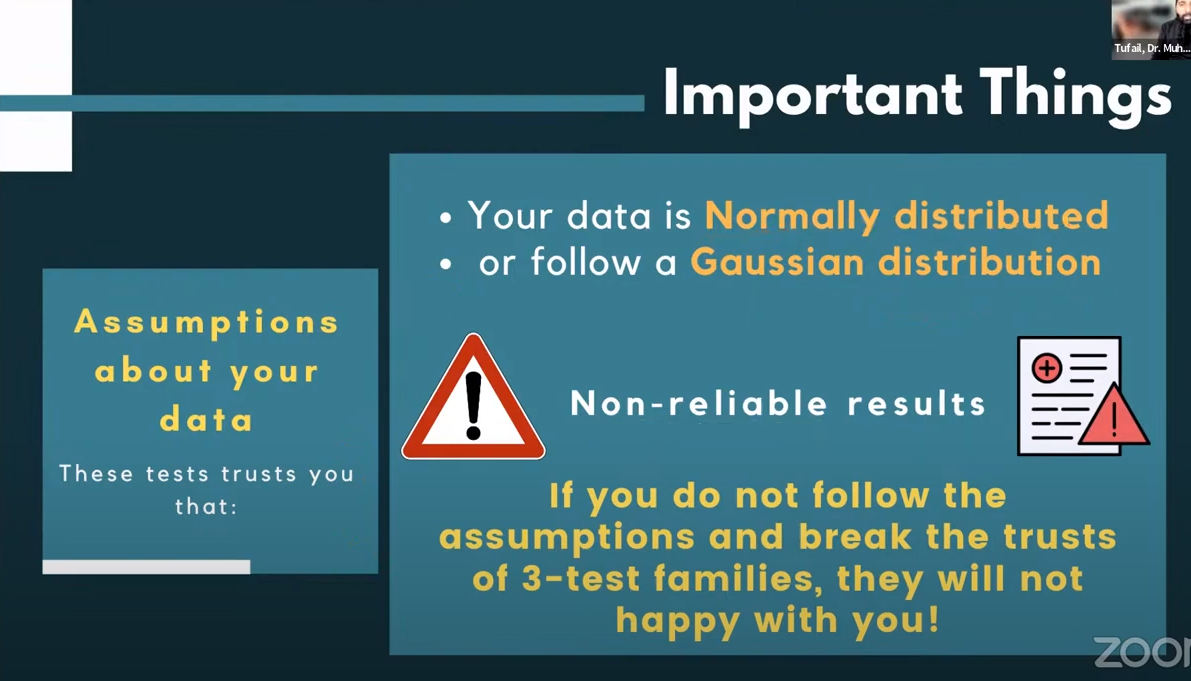 Tufail, Dr. Muh...
Important Things
• Your data is Normally distributed
• or follow a Gaussian distribution
Assumptions
about your
data
These tests trusts you
that:
Non-reliable results
If you do not follow the
assumptions and break the trusts
of 3-test families, they will not
happy with you!
ZOO